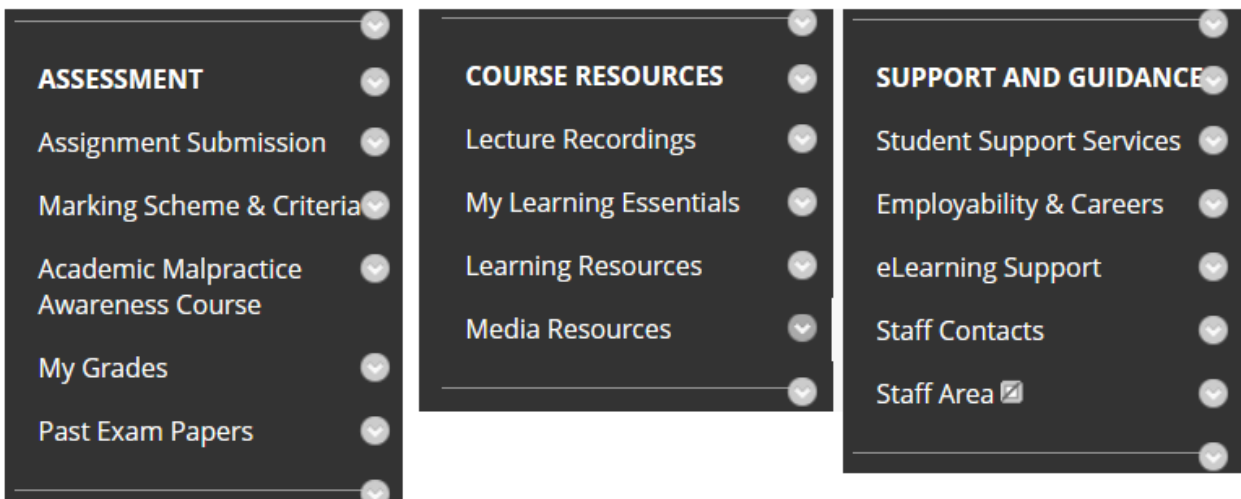 ASSESSMENT
Assignment Submission
Marking Scheme & Criteria
Academic Malpractice
Awareness Course
My Grades
Past Exam Papers
COURSE RESOURCES
Lecture Recordings
My Learning Essentials
Learning Resources
Media Resources
SUPPORT AND GUIDANCE
Student Support Services
Employability & Careers
eLearning Support
Staff Contacts
Staff Area